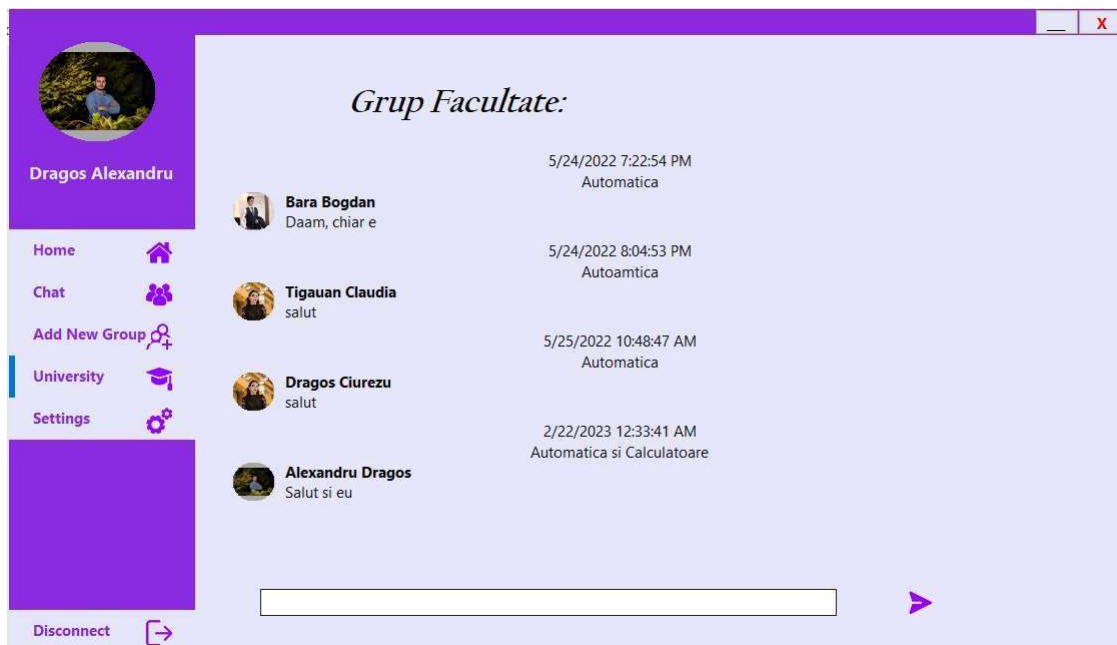 X
Dragos Alexandru
Home
Chat
Add New Group
University
Settings
Disconnect
Grup Facultate:
5/24/2022 7:22:54 PM
Automatica
Bara Bogdan
Daam, chiar e
5/24/2022 8:04:53 PM
Autoamtica
Tigauan Claudia
salut
5/25/2022 10:48:47 AM
Automatica
Dragos Ciurezu
salut
2/22/2023 12:33:41 AM
Automatica si Calculatoare
Alexandru Dragos
Salut si eu